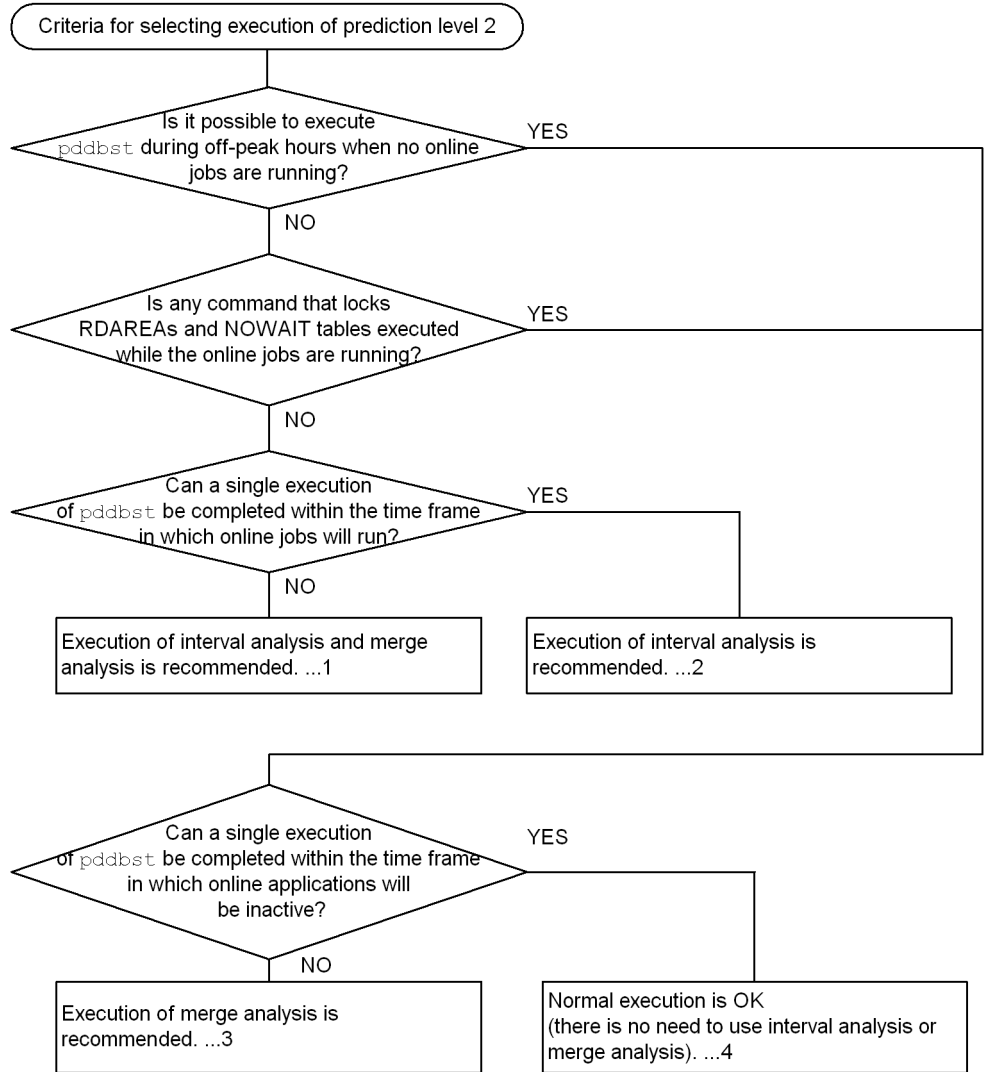 Criteria for selecting execution of prediction level 2
Is it possible to execute
pddbst during off-peak hours when no online
jobs are running?
YES
NO
Is any command that locks
RDAREAs and NOWAIT tables executed
while the online jobs are running?
YES
NO
Can a single execution
of pddbst be completed within the time frame
in which online jobs will run?
YES
NO
Execution of interval analysis and merge
analysis is recommended. ...1
Execution of interval analysis is
recommended. ...2
Can a single execution
of pddbst be completed within the time frame
in which online applications will
be inactive?
YES
NO
Execution of merge analysis is
recommended. ...3
Normal execution is OK
(there is no need to use interval analysis or
merge analysis). ...4